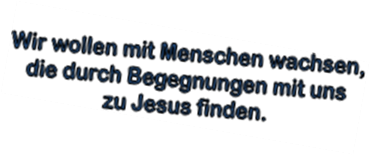 Wir wollen mit Menschen wachsen,
die durch Begegnungen mit uns
zu Jesus finden.